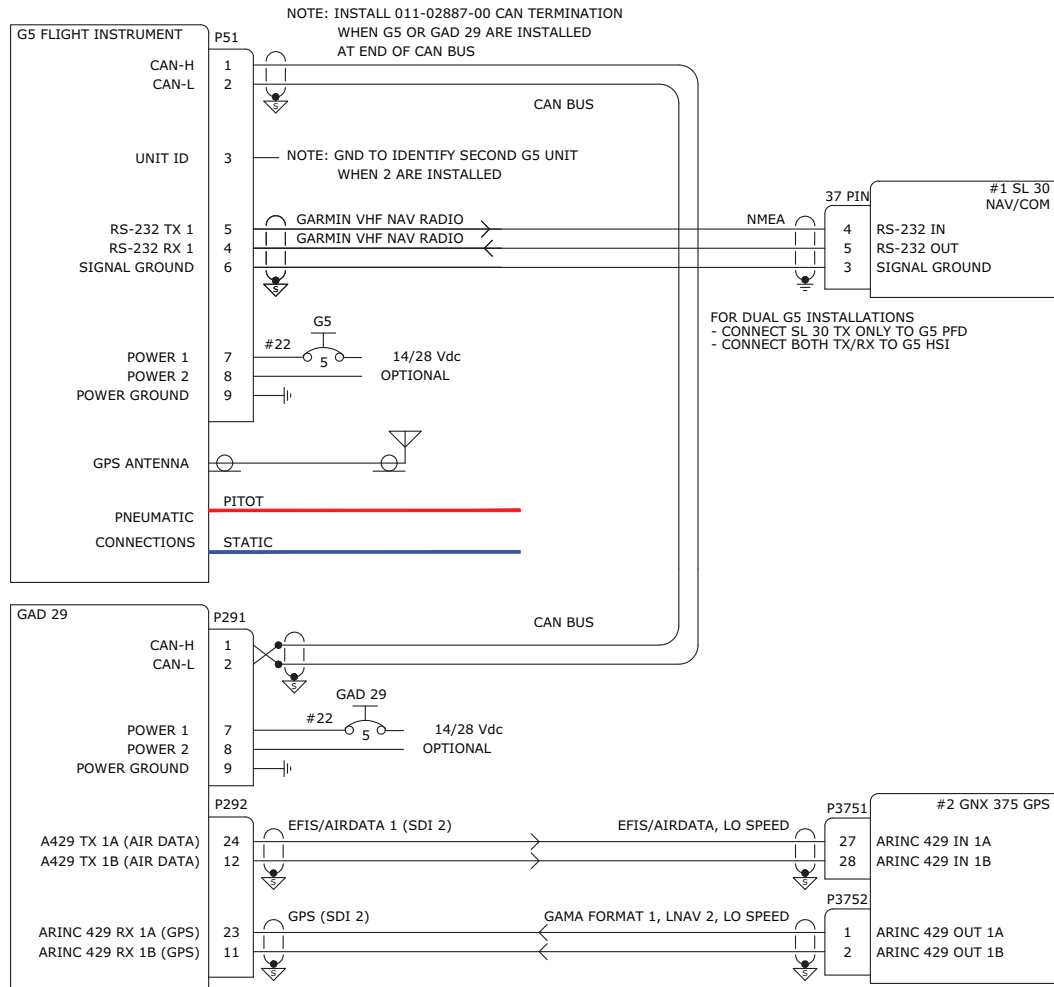 NOTE: INSTALL 011-02887-00 CAN TERMINATION
WHEN G5 OR GAD 29 ARE INSTALLED
AT END OF CAN BUS
G5 FLIGHT INSTRUMENT
P51
CAN-H 1
CAN-L 2
S
CAN BUS
UNIT ID 3 NOTE: GND TO IDENTIFY SECOND G5 UNIT
WHEN 2 ARE INSTALLED
#1 SL 30
NAV/COM
37 PIN
GARMIN VHF NAV RADIO NMEA
RS-232 TX 1 5 4 RS-232 IN
GARMIN VHF NAV RADIO
RS-232 RX 1 4 5 RS-232 OUT
SIGNAL GROUND 6 3 SIGNAL GROUND
S
FOR DUAL G5 INSTALLATIONS
- CONNECT SL 30 TX ONLY TO G5 PFD
- CONNECT BOTH TX/RX TO G5 HSI
G5
#22
POWER 1 7 5 14/28 Vdc
POWER 2 8 OPTIONAL
POWER GROUND 9
GPS ANTENNA
PITOT
PNEUMATIC
CONNECTIONS STATIC
GAD 29
P291
CAN BUS
CAN-H 1
CAN-L 2
S
GAD 29
#22
POWER 1 7 5 14/28 Vdc
POWER 2 8 OPTIONAL
POWER GROUND 9
P292
P3751
#2 GNX 375 GPS
EFIS/AIRDATA 1 (SDI 2) EFIS/AIRDATA, LO SPEED
A429 TX 1A (AIR DATA) 24 27 ARINC 429 IN 1A
A429 TX 1B (AIR DATA) 12 28 ARINC 429 IN 1B
S S
P3752
GPS (SDI 2) GAMA FORMAT 1, LNAV 2, LO SPEED
ARINC 429 RX 1A (GPS) 23 1 ARINC 429 OUT 1A
ARINC 429 RX 1B (GPS) 11 2 ARINC 429 OUT 1B
S S